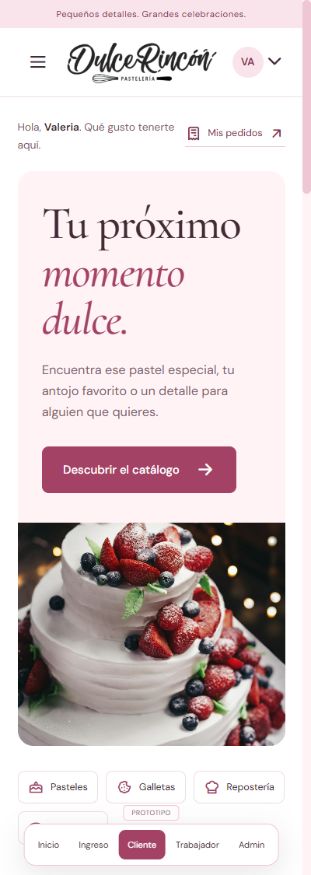 Pequeños detalles. Grandes celebraciones.
DulceRincón
PASTELERÍA
VA
Hola, Valeria. Qué gusto tenerte
aquí.
Mis pedidos
Tu próximo
momento
dulce.
Encuentra ese pastel especial, tu
antojo favorito o un detalle para
alguien que quieres.
Descubrir el catálogo
Pasteles
Galletas
Repostería
PROTOTIPO
Inicio
Ingreso
Cliente
Trabajador
Admin